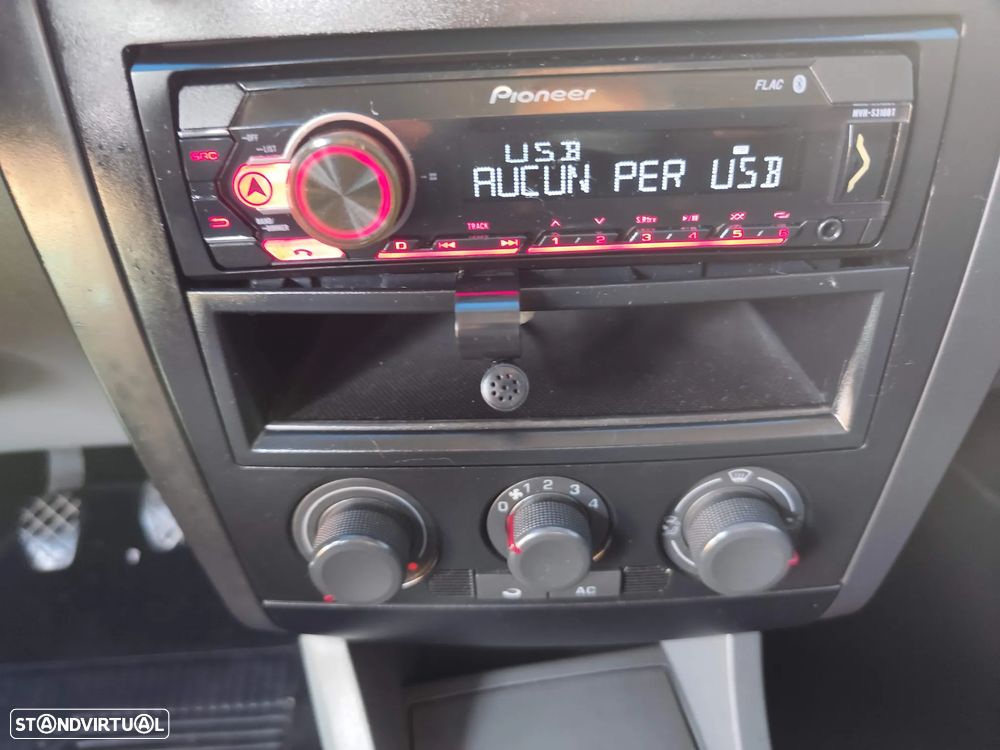 Pioneer
FLAC
MVH-S310BT
OFF
LIST
SRC
USB
AUCUN PER USB
TRACK
D
1 2 3 4 5 6
0 1 2 3 4
AC
STANDVIRTUAL